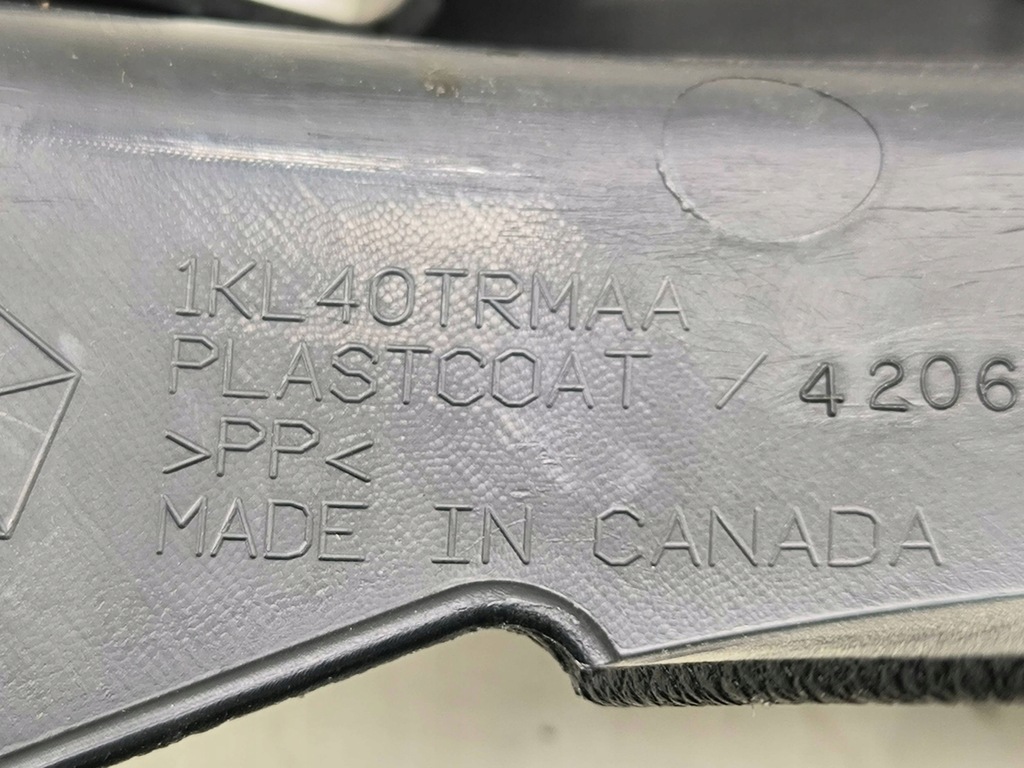 1KL40TRMAA
PLASTCOAT / 4206
>PP<
MADE IN CANADA